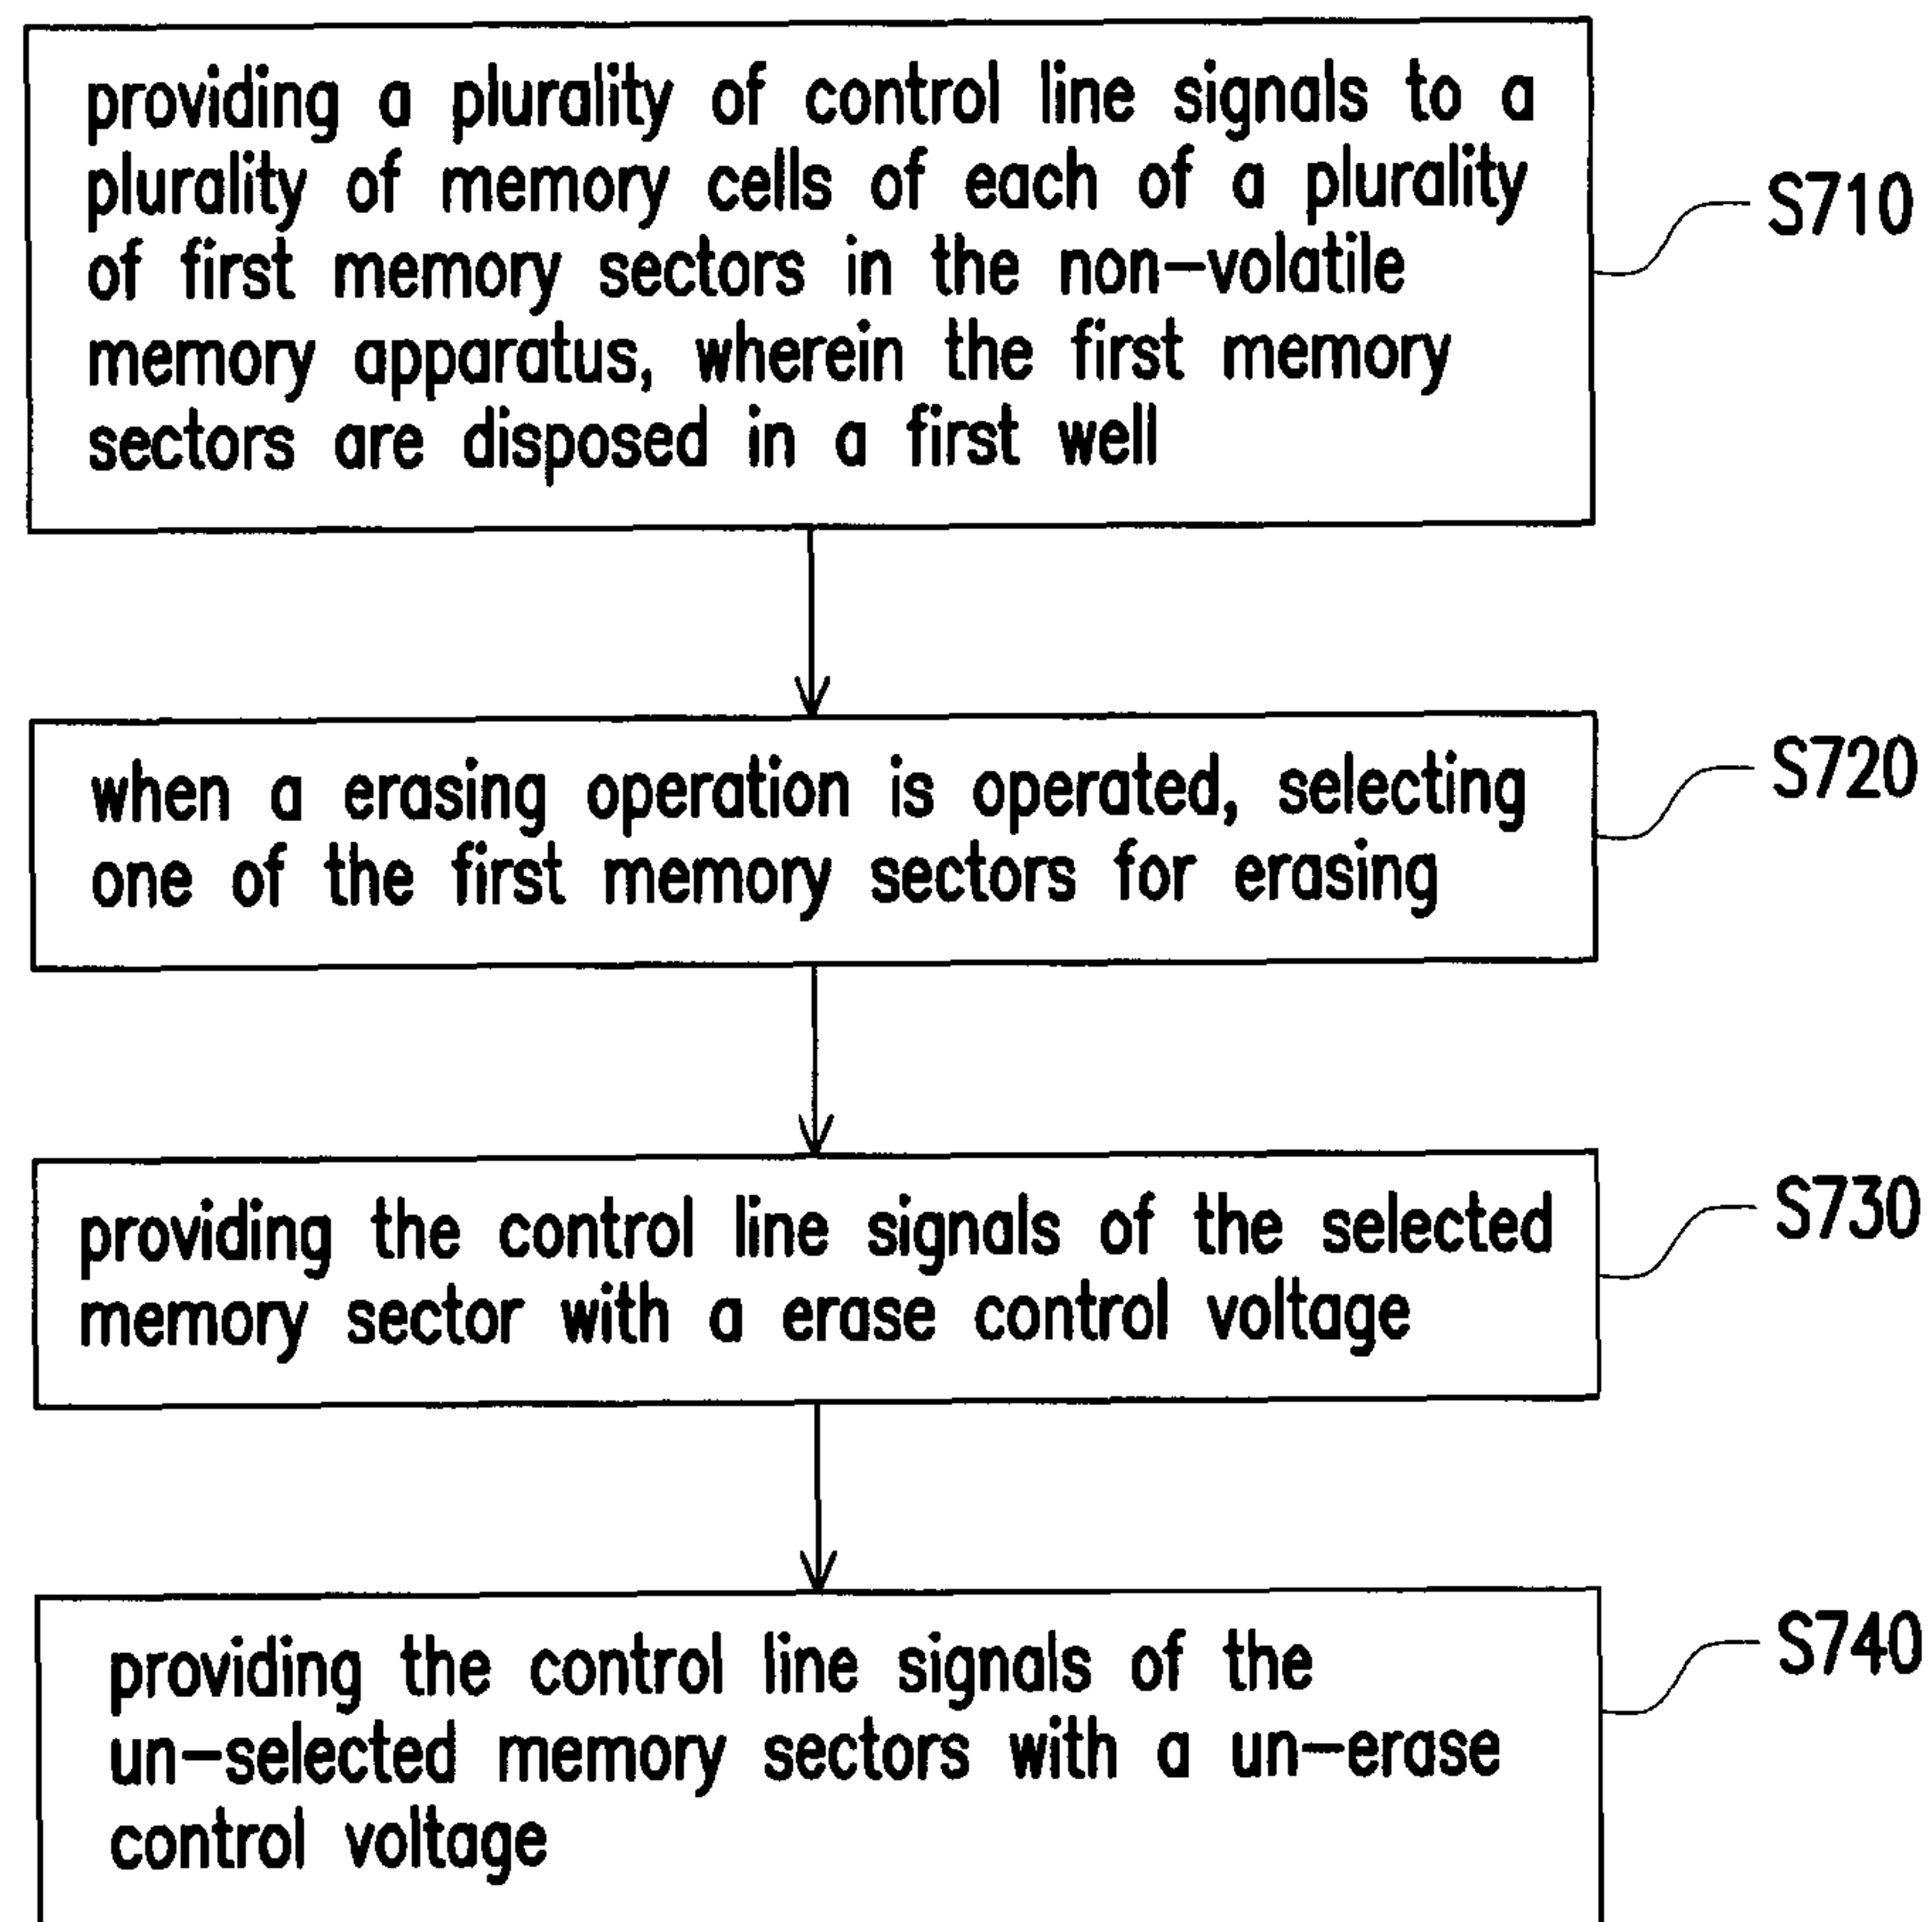 providing a plurality of control line signals to a
plurality of memory cells of each of a plurality
of first memory sectors in the non-volatile
memory apparatus, wherein the first memory
sectors are disposed in a first well
S710
when a erasing operation is operated, selecting
one of the first memory sectors for erasing
S720
providing the control line signals of the selected
memory sector with a erase control voltage
S730
providing the control line signals of the
un-selected memory sectors with a un-erase
control voltage
S740